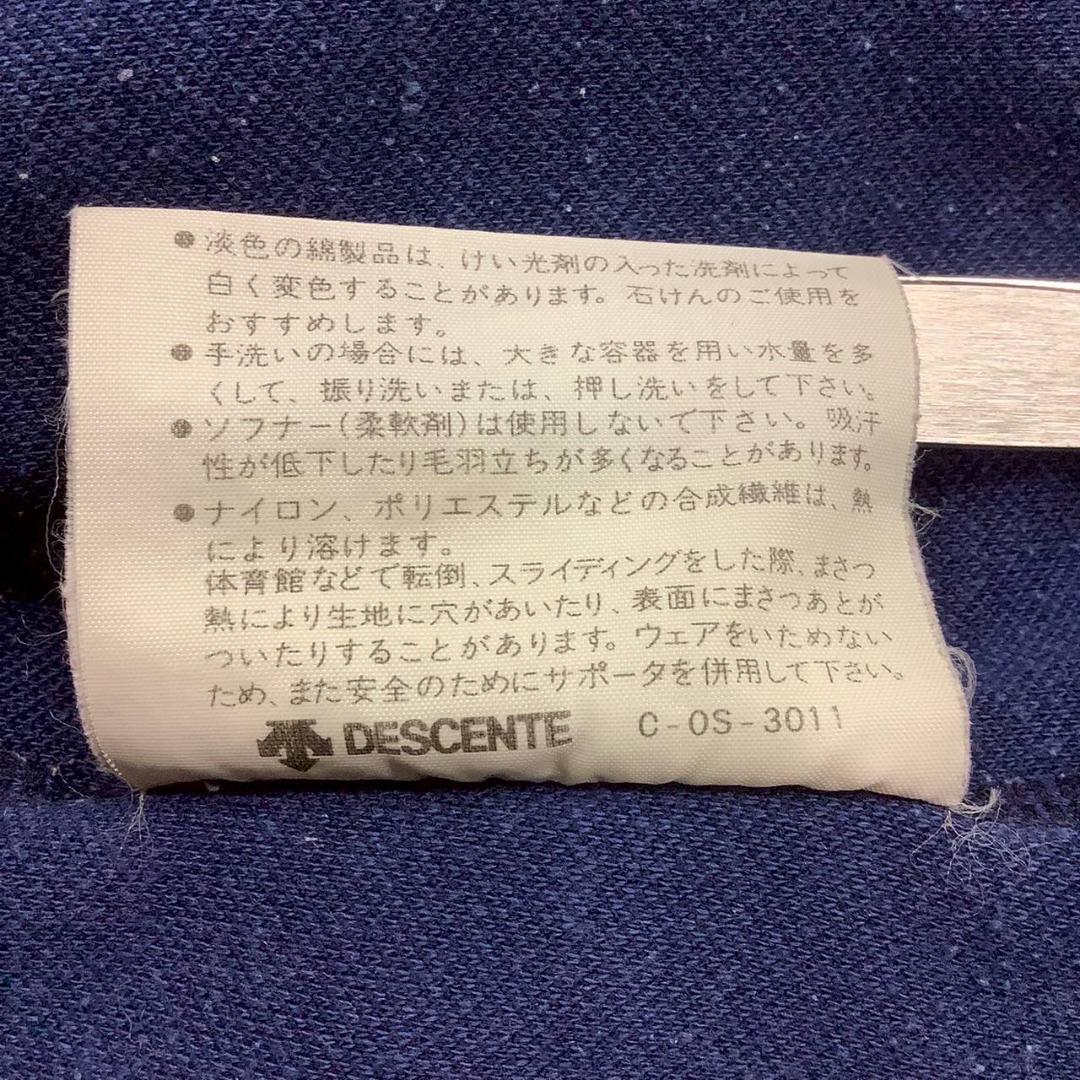 ● 淡色の綿製品は、けい光剤の入った洗剤によって
白く変色することがあります。石けんのご使用を
おすすめします。
● 手洗いの場合には、大きな容器を用い水量を多
くして、振り洗いまたは、押し洗いをして下さい。
● ソフナー(柔軟剤)は使用しないで下さい。吸汗
性が低下したり毛羽立ちが多くなることがあります。
● ナイロン、ポリエステルなどの合成繊維は、熱
により溶けます。
体育館などで転倒、スライディングをした際、まさつ
熱により生地に穴があいたり、表面にまさつあとが
ついたりすることがあります。ウェアをいためない
ため、また安全のためにサポータを併用して下さい。
DESCENTE C-OS-3011